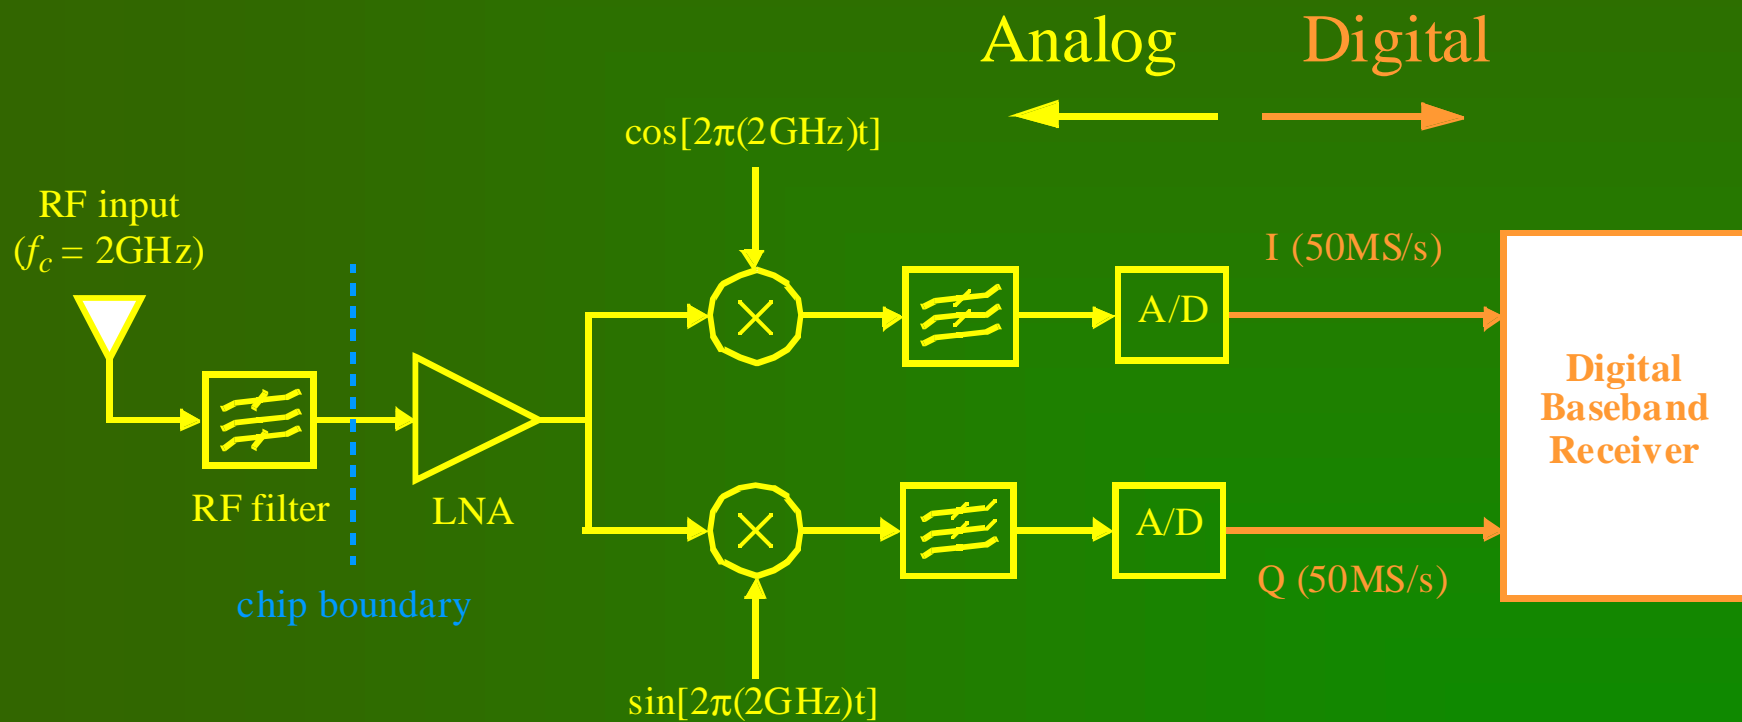 Analog
Digital
cos[2π(2GHz)t]
RF input
(fc = 2GHz)
I (50MS/s)
A/D
Digital
Baseband
Receiver
RF filter
LNA
A/D
Q (50MS/s)
chip boundary
sin[2π(2GHz)t]